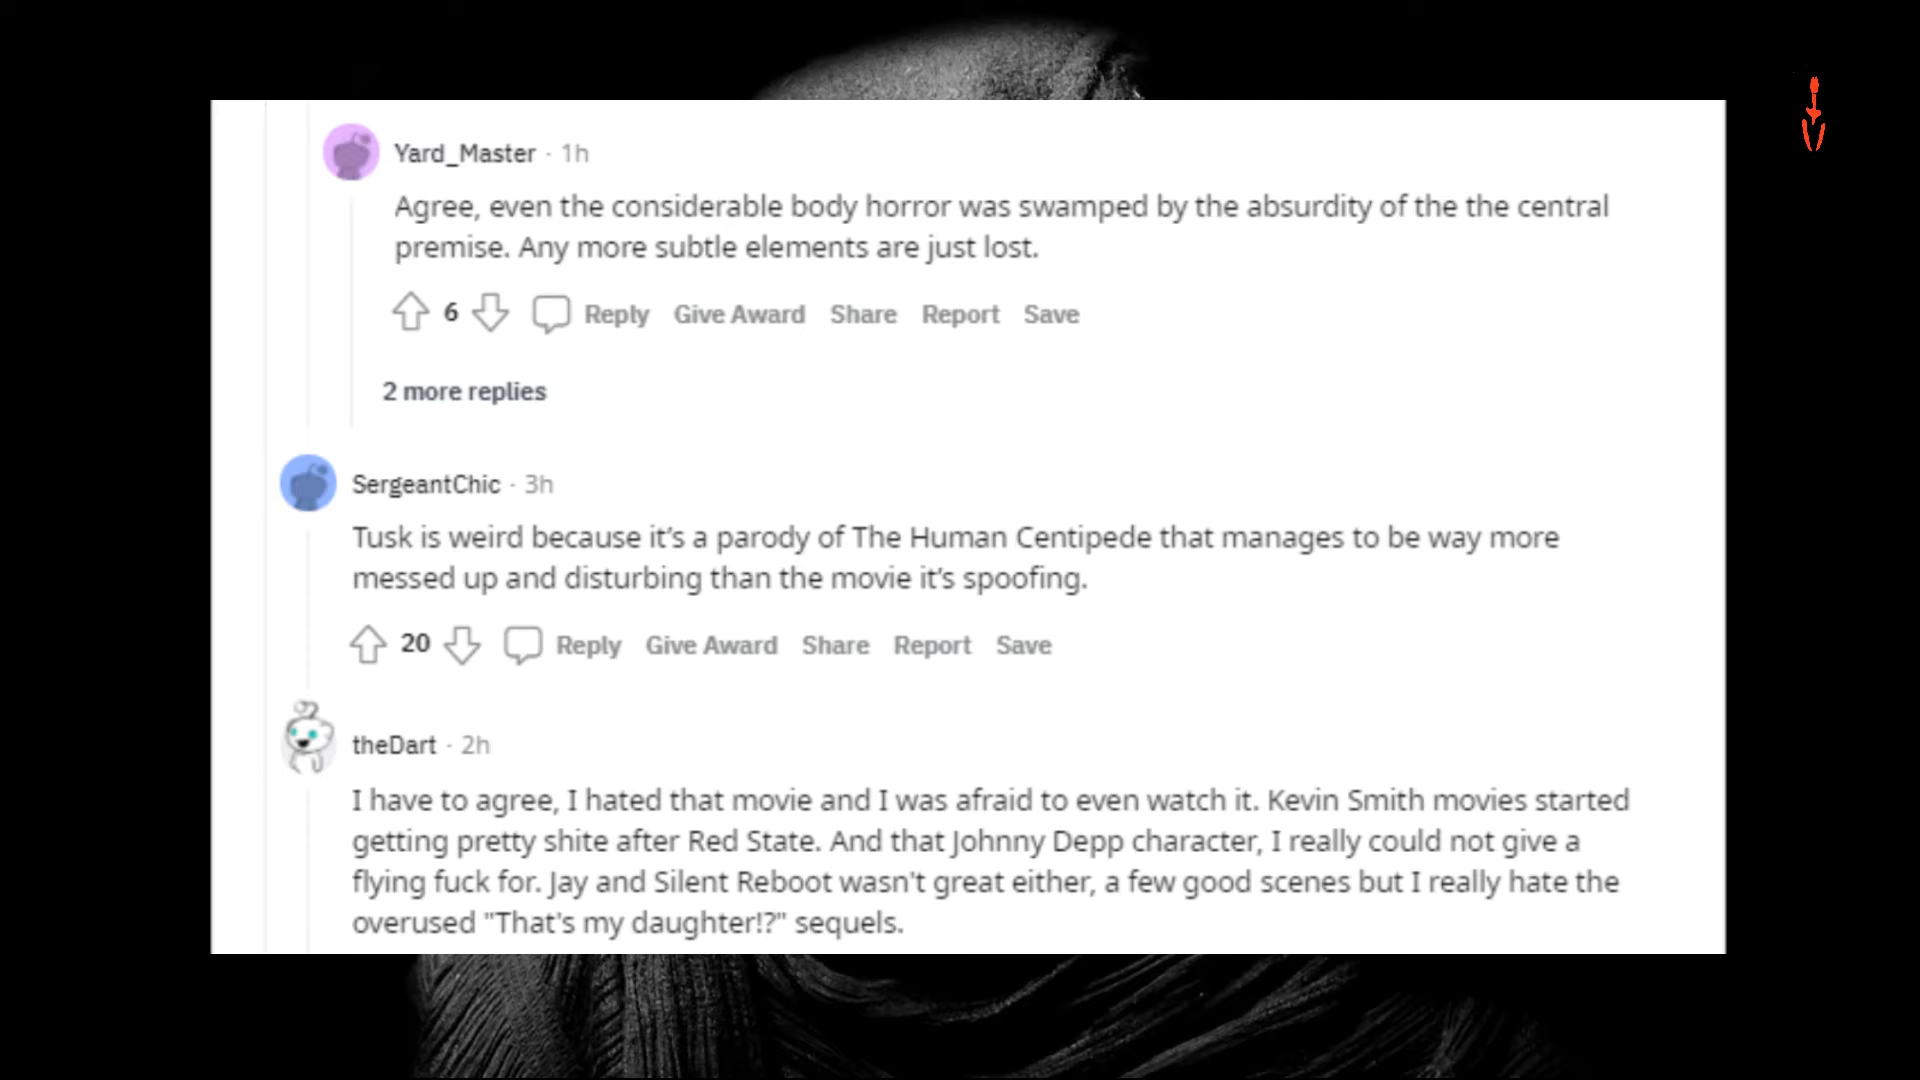 Yard_Master · 1h
Agree, even the considerable body horror was swamped by the absurdity of the the central
premise. Any more subtle elements are just lost.
6 Reply Give Award Share Report Save
2 more replies
SergeantChic · 3h
Tusk is weird because it’s a parody of The Human Centipede that manages to be way more
messed up and disturbing than the movie it’s spoofing.
20 Reply Give Award Share Report Save
theDart · 2h
I have to agree, I hated that movie and I was afraid to even watch it. Kevin Smith movies started
getting pretty shite after Red State. And that Johnny Depp character, I really could not give a
flying fuck for. Jay and Silent Reboot wasn't great either, a few good scenes but I really hate the
overused "That's my daughter!?" sequels.